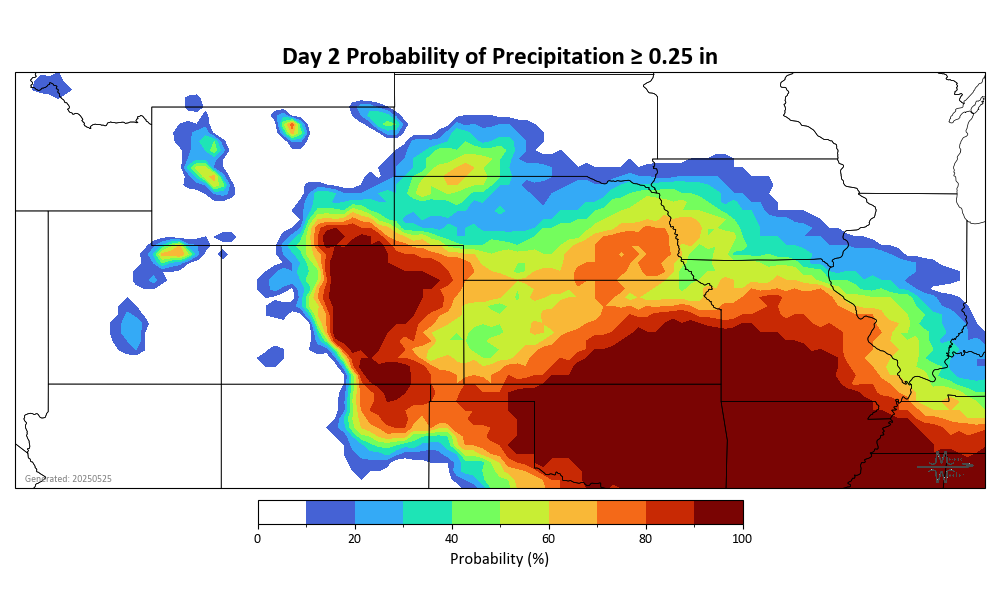 Day 2 Probability of Precipitation ≥ 0.25 in
Generated: 20250525
0 20 40 60 80 100
Probability (%)